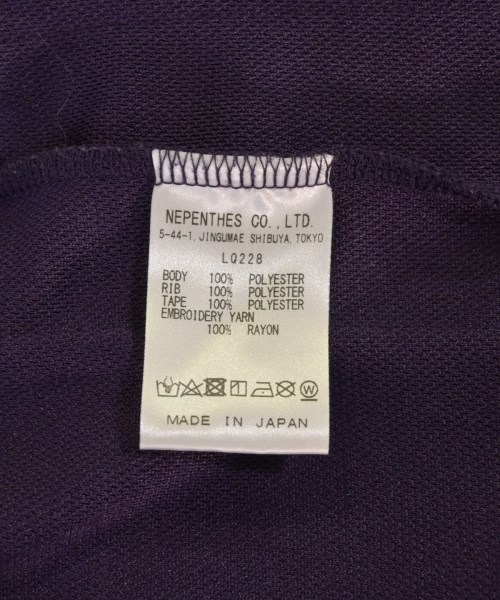 NEPENTHES CO.,LTD.
5-44-1, JINGUMAE SHIBUYA, TOKYO
LQ228
BODY 100% POLYESTER
RIB 100% POLYESTER
TAPE 100% POLYESTER
EMBROIDERY YARN
100% RAYON
W
MADE IN JAPAN